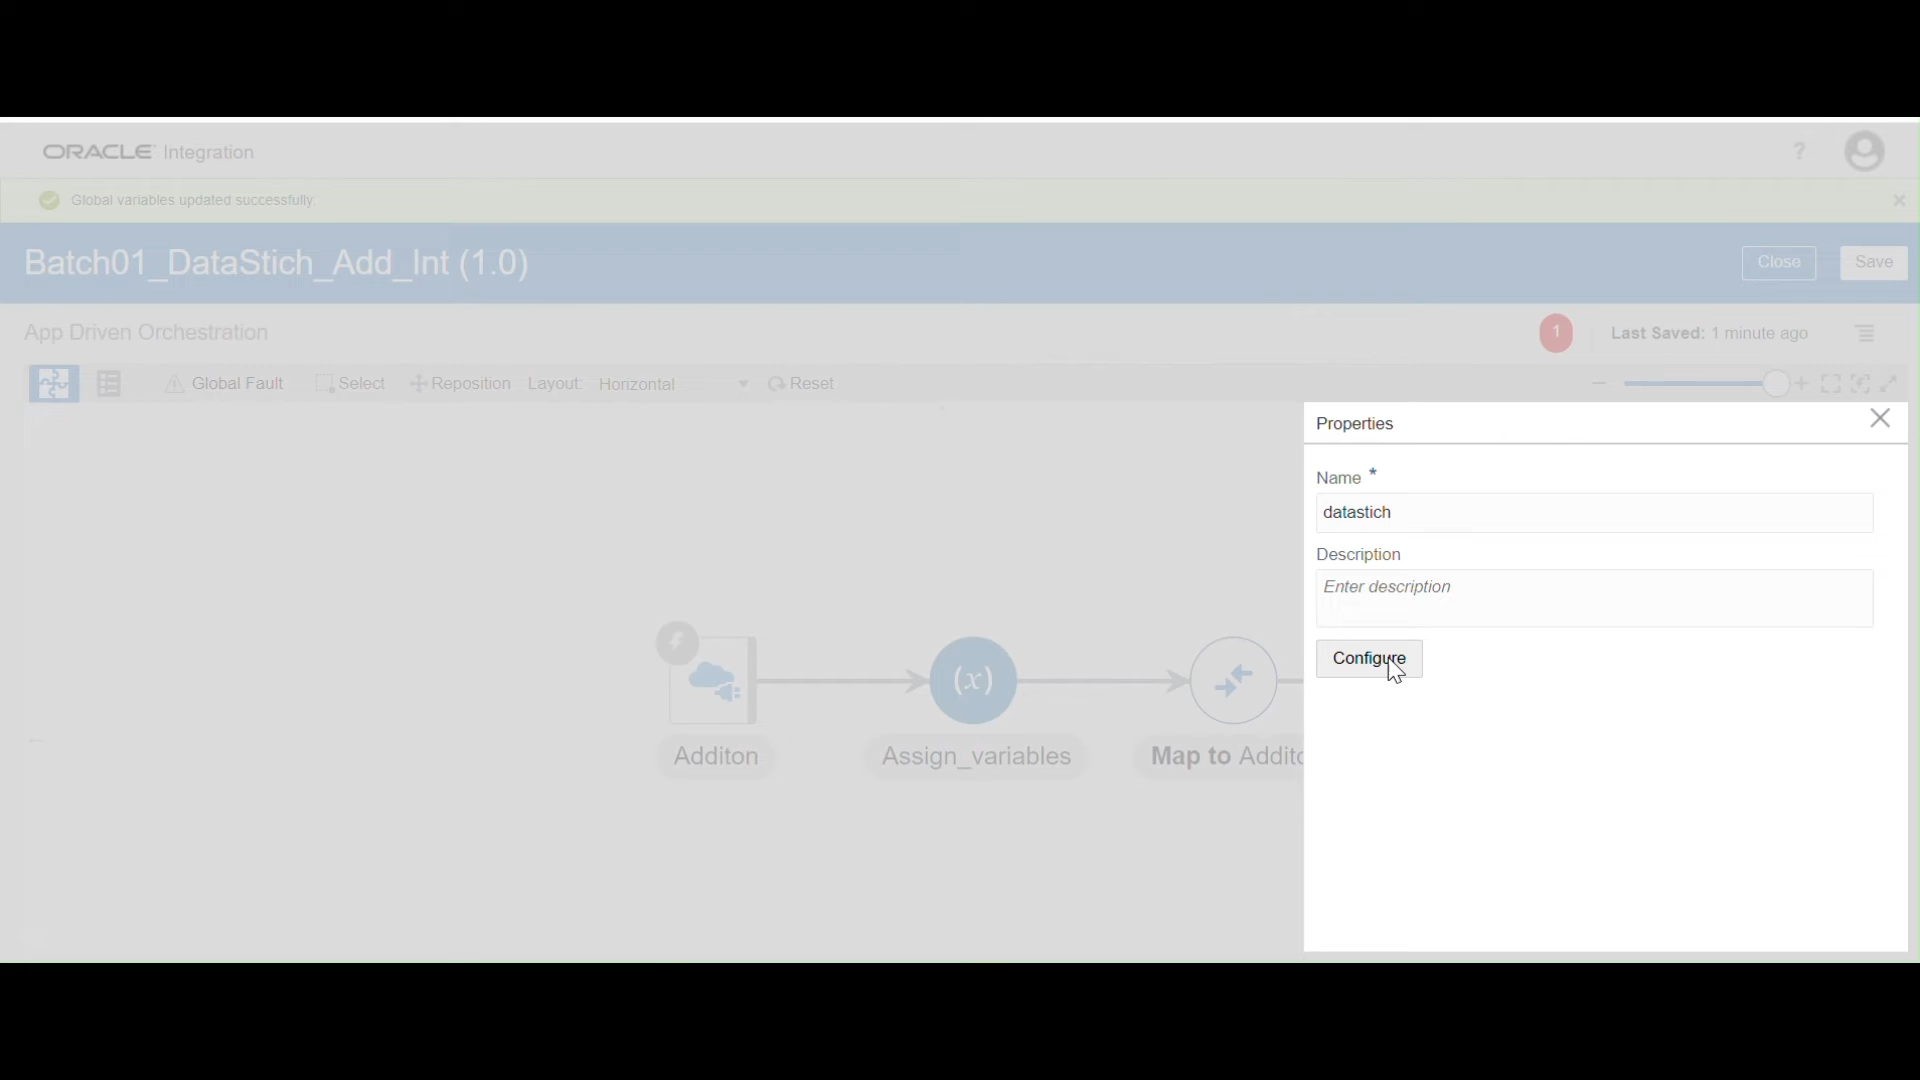 ORACLE Integration
?
Global variables updated successfully.
Batch01_DataStich_Add_Int (1.0)
Close
Save
App Driven Orchestration
1
Last Saved: 1 minute ago
Global Fault
Select
Reposition
Layout:
Horizontal
Reset
Properties
Name *
datastich
Description
Enter description
Configure
(x)
Additon
Assign_variables
Map to Addito